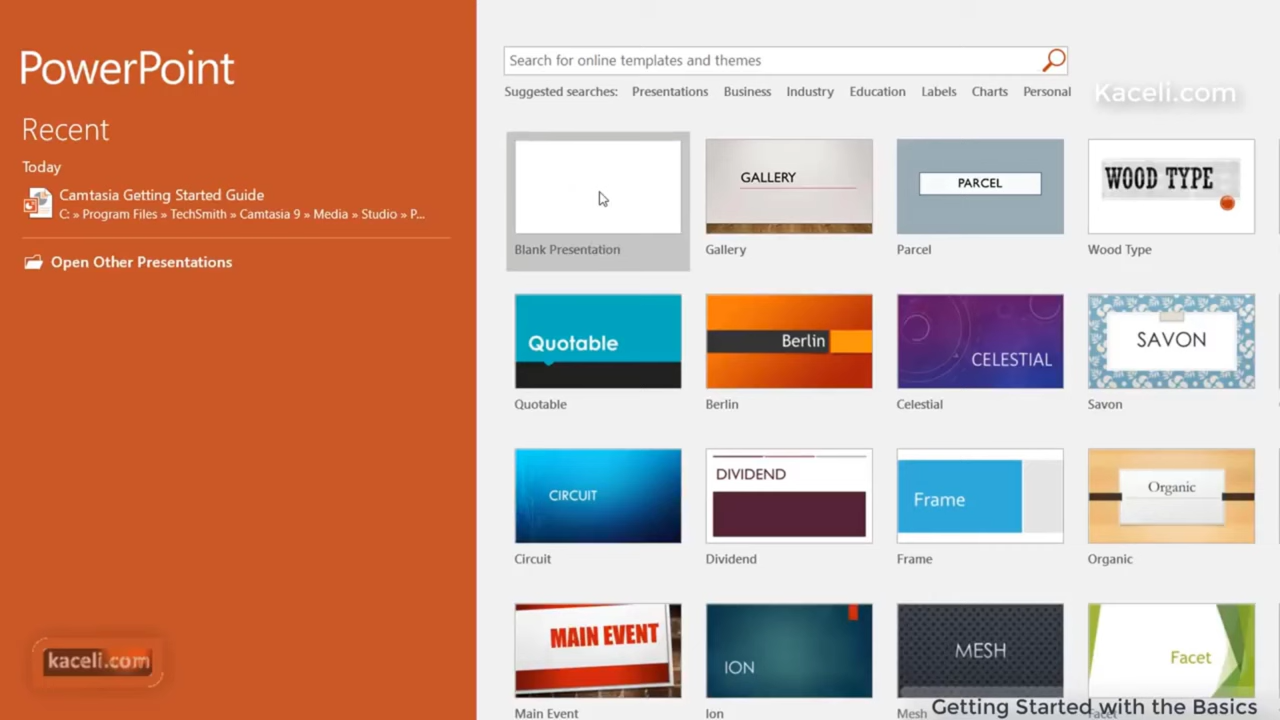 PowerPoint
Recent
Today
Camtasia Getting Started Guide
C: » Program Files » TechSmith » Camtasia 9 » Media » Studio » P...
Open Other Presentations
kaceli.com
Search for online templates and themes
Suggested searches: Presentations Business Industry Education Labels Charts Personal
Kaceli.com
GALLERY PARCEL WOOD TYPE
Blank Presentation Gallery Parcel Wood Type
Quotable Berlin CELESTIAL SAVON
Quotable Berlin Celestial Savon
CIRCUIT DIVIDEND Frame Organic
Circuit Dividend Frame Organic
MAIN EVENT ION MESH Facet
Main Event Ion Mesh Facet
Getting Started with the Basics